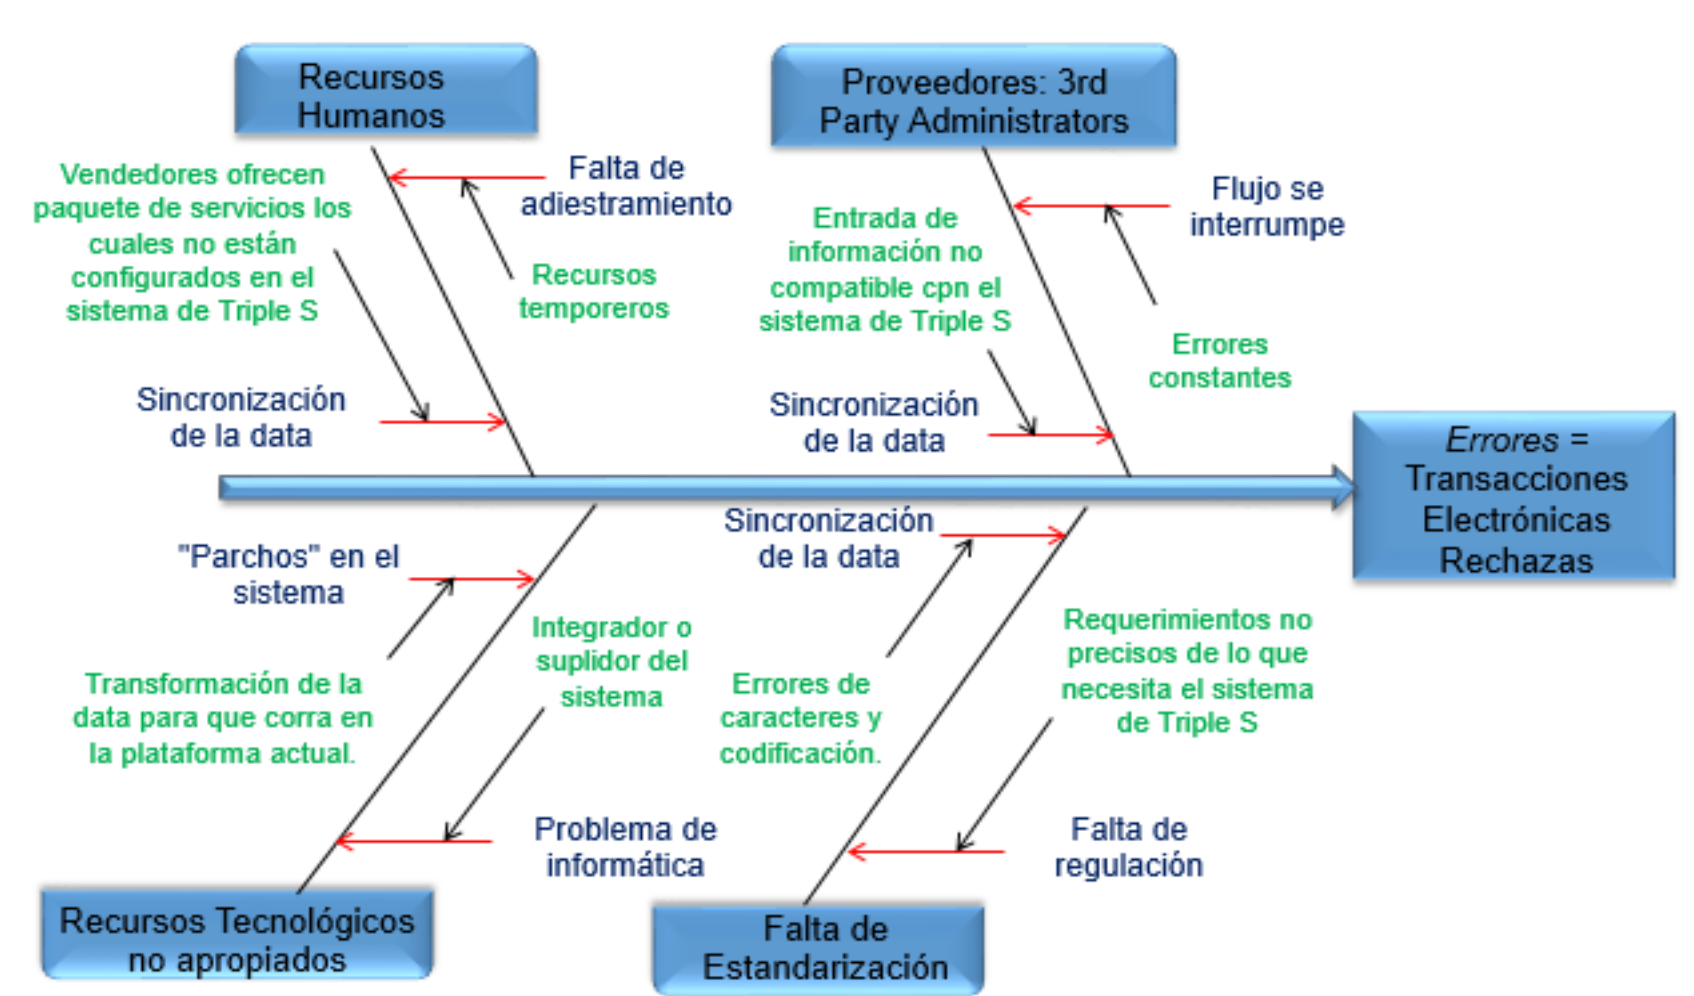 Recursos
Humanos
Proveedores: 3rd
Party Administrators
Vendedores ofrecen
paquete de servicios los
cuales no están
configurados en el
sistema de Triple S
Falta de
adiestramiento
Recursos
temporeros
Sincronización
de la data
Entrada de
información no
compatible cpn el
sistema de Triple S
Flujo se
interrumpe
Errores
constantes
Sincronización
de la data
Errores =
Transacciones
Electrónicas
Rechazas
"Parchos" en el
sistema
Transformación de la
data para que corra en
la plataforma actual.
Integrador o
suplidor del
sistema
Problema de
informática
Recursos Tecnológicos
no apropiados
Sincronización
de la data
Errores de
caracteres y
codificación.
Requerimientos no
precisos de lo que
necesita el sistema
de Triple S
Falta de
regulación
Falta de
Estandarización